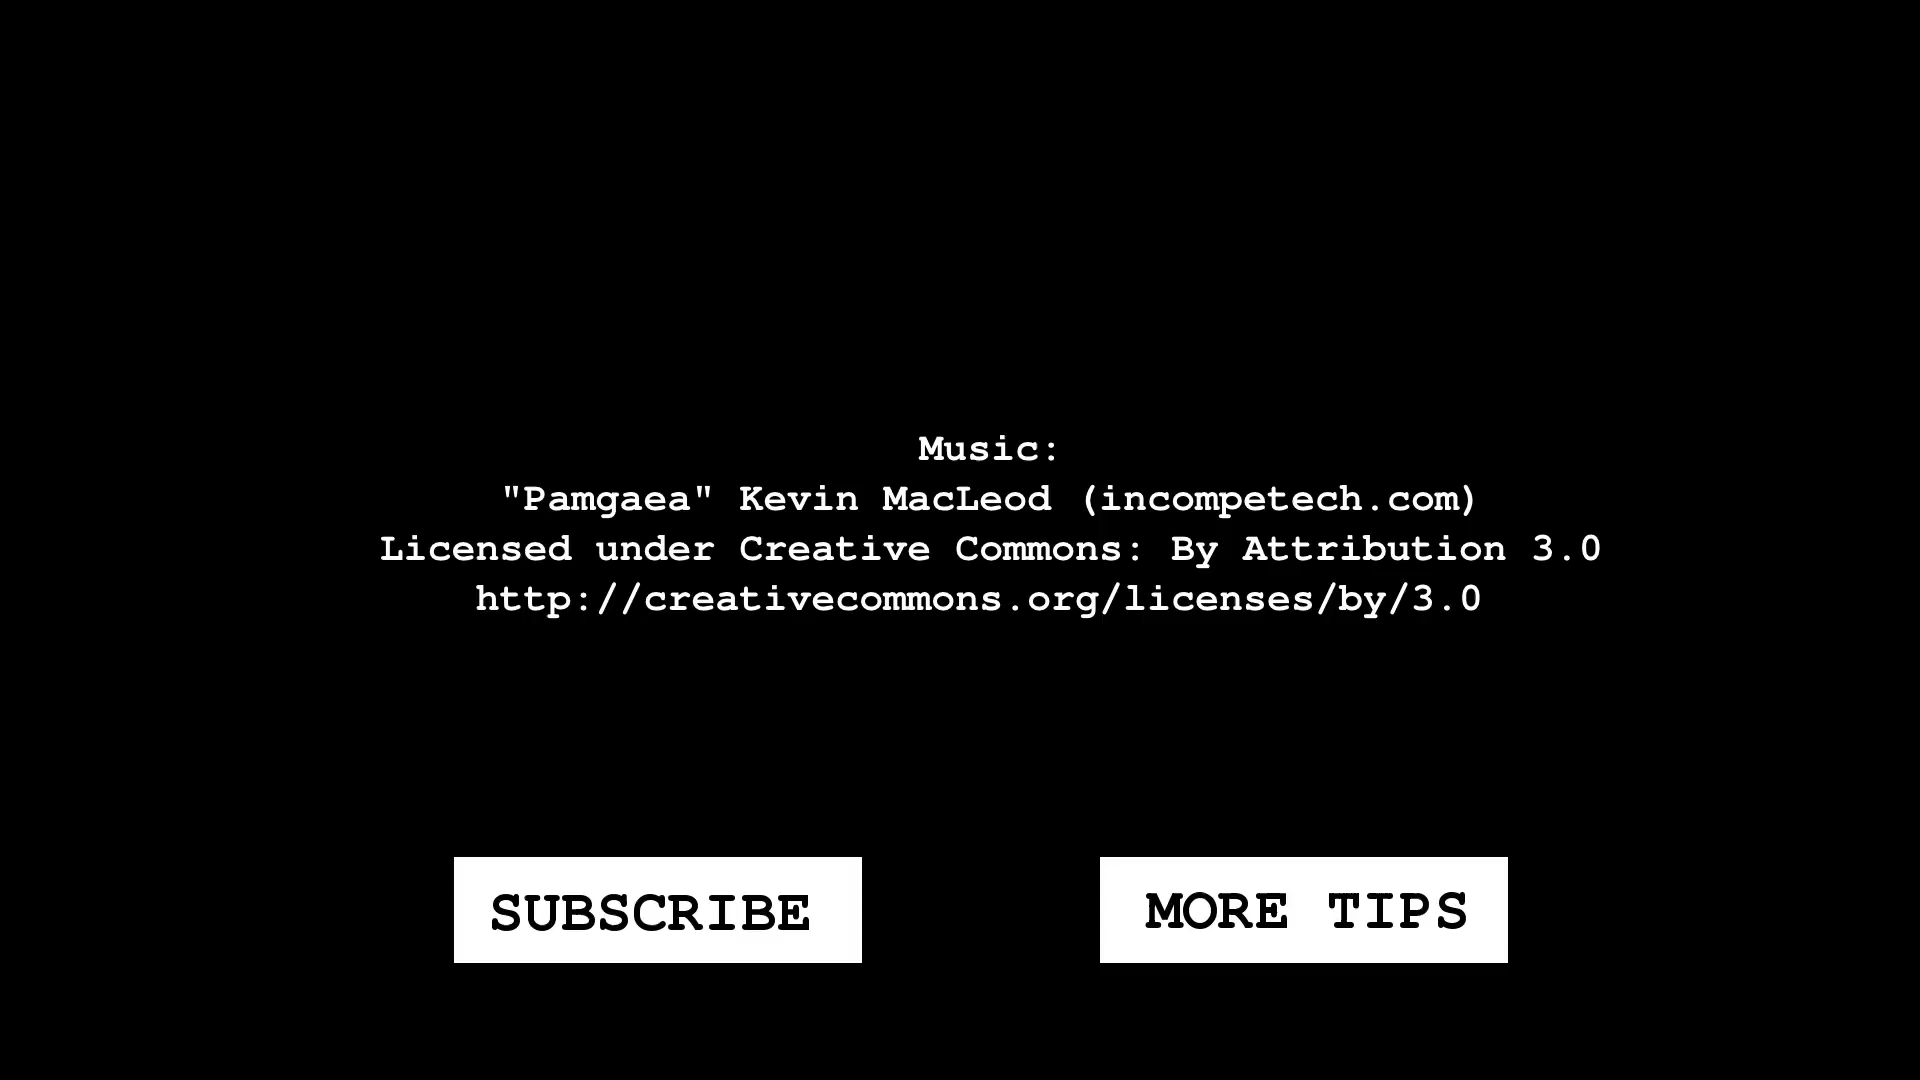 Music:
"Pamgaea" Kevin MacLeod (incompetech.com)
Licensed under Creative Commons: By Attribution 3.0
http://creativecommons.org/licenses/by/3.0
SUBSCRIBE
MORE TIPS